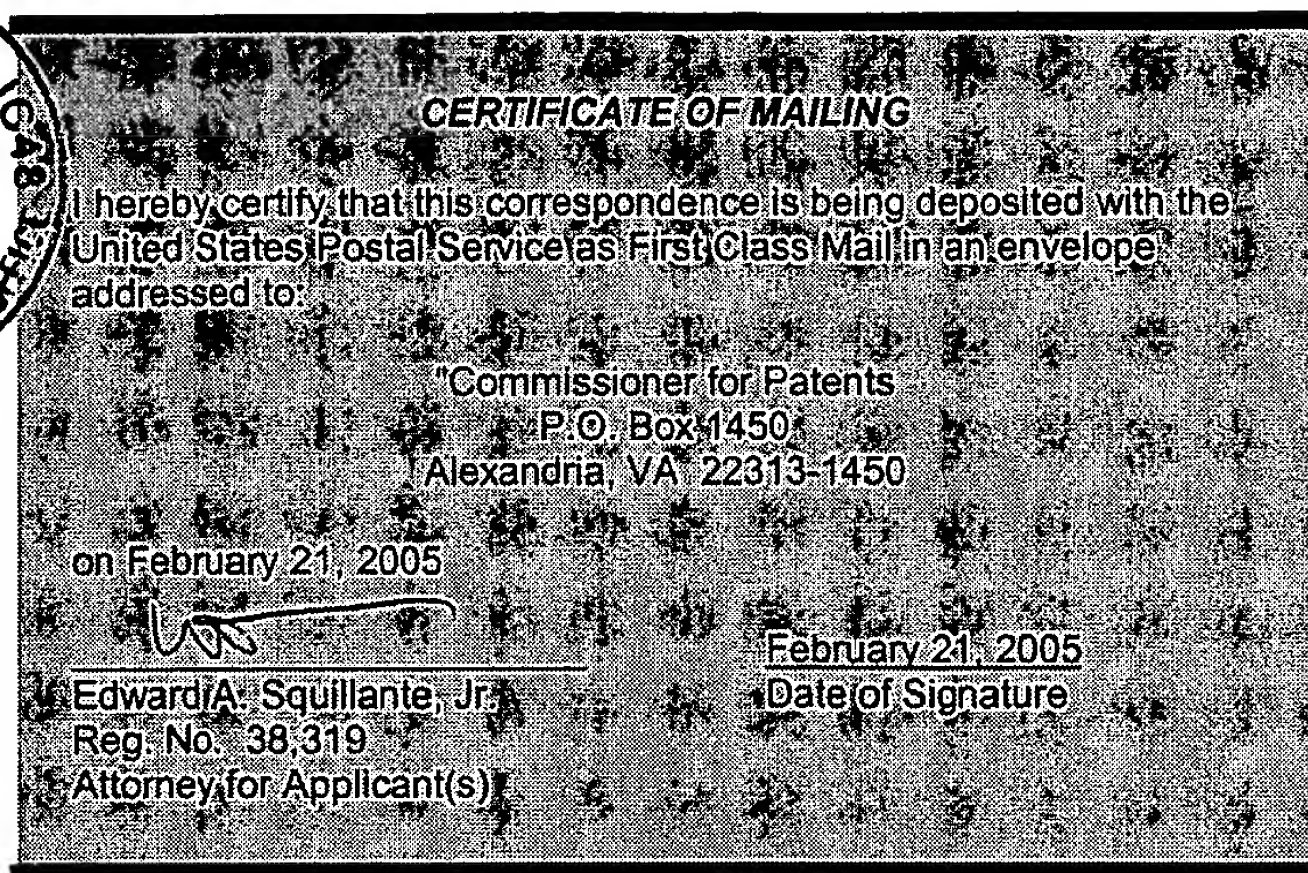 CERTIFICATE OF MAILING
I hereby certify that this correspondence is being deposited with the
United States Postal Service as First Class Mail in an envelope
addressed to:
"Commissioner for Patents
P.O. Box 1450
Alexandria, VA 22313-1450
on February 21, 2005
February 21, 2005
Edward A. Squillante, Jr.
Date of Signature
Reg. No. 38,319
Attorney for Applicant(s)